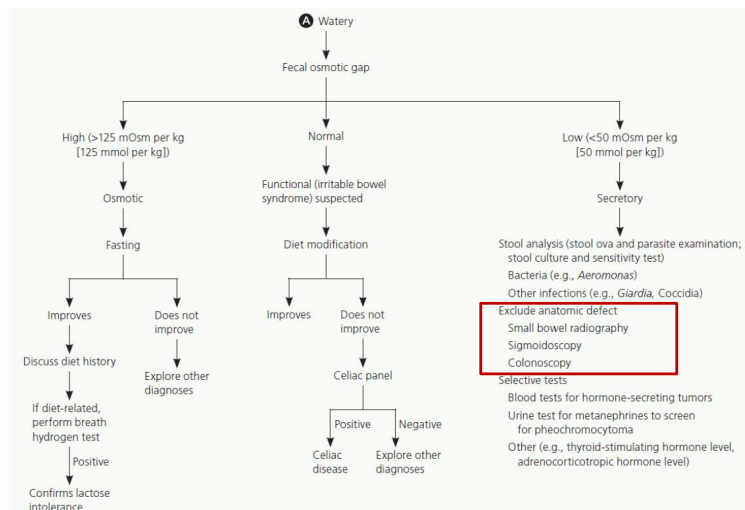 A Watery
Fecal osmotic gap
High (>125 mOsm per kg
[125 mmol per kg])
Osmotic
Fasting
Improves
Discuss diet history
If diet-related,
perform breath
hydrogen test
Positive
Confirms lactose
intolerance
Does not
improve
Explore other
diagnoses
Normal
Functional (irritable bowel
syndrome) suspected
Diet modification
Improves
Does not
improve
Celiac panel
Positive
Celiac
disease
Negative
Explore other
diagnoses
Low (<50 mOsm per kg
[50 mmol per kg])
Secretory
Stool analysis (stool ova and parasite examination;
stool culture and sensitivity test)
Bacteria (e.g., Aeromonas)
Other infections (e.g., Giardia, Coccidia)
Exclude anatomic defect
Small bowel radiography
Sigmoidoscopy
Colonoscopy
Selective tests
Blood tests for hormone-secreting tumors
Urine test for metanephrines to screen
for pheochromocytoma
Other (e.g., thyroid-stimulating hormone level,
adrenocorticotropic hormone level)